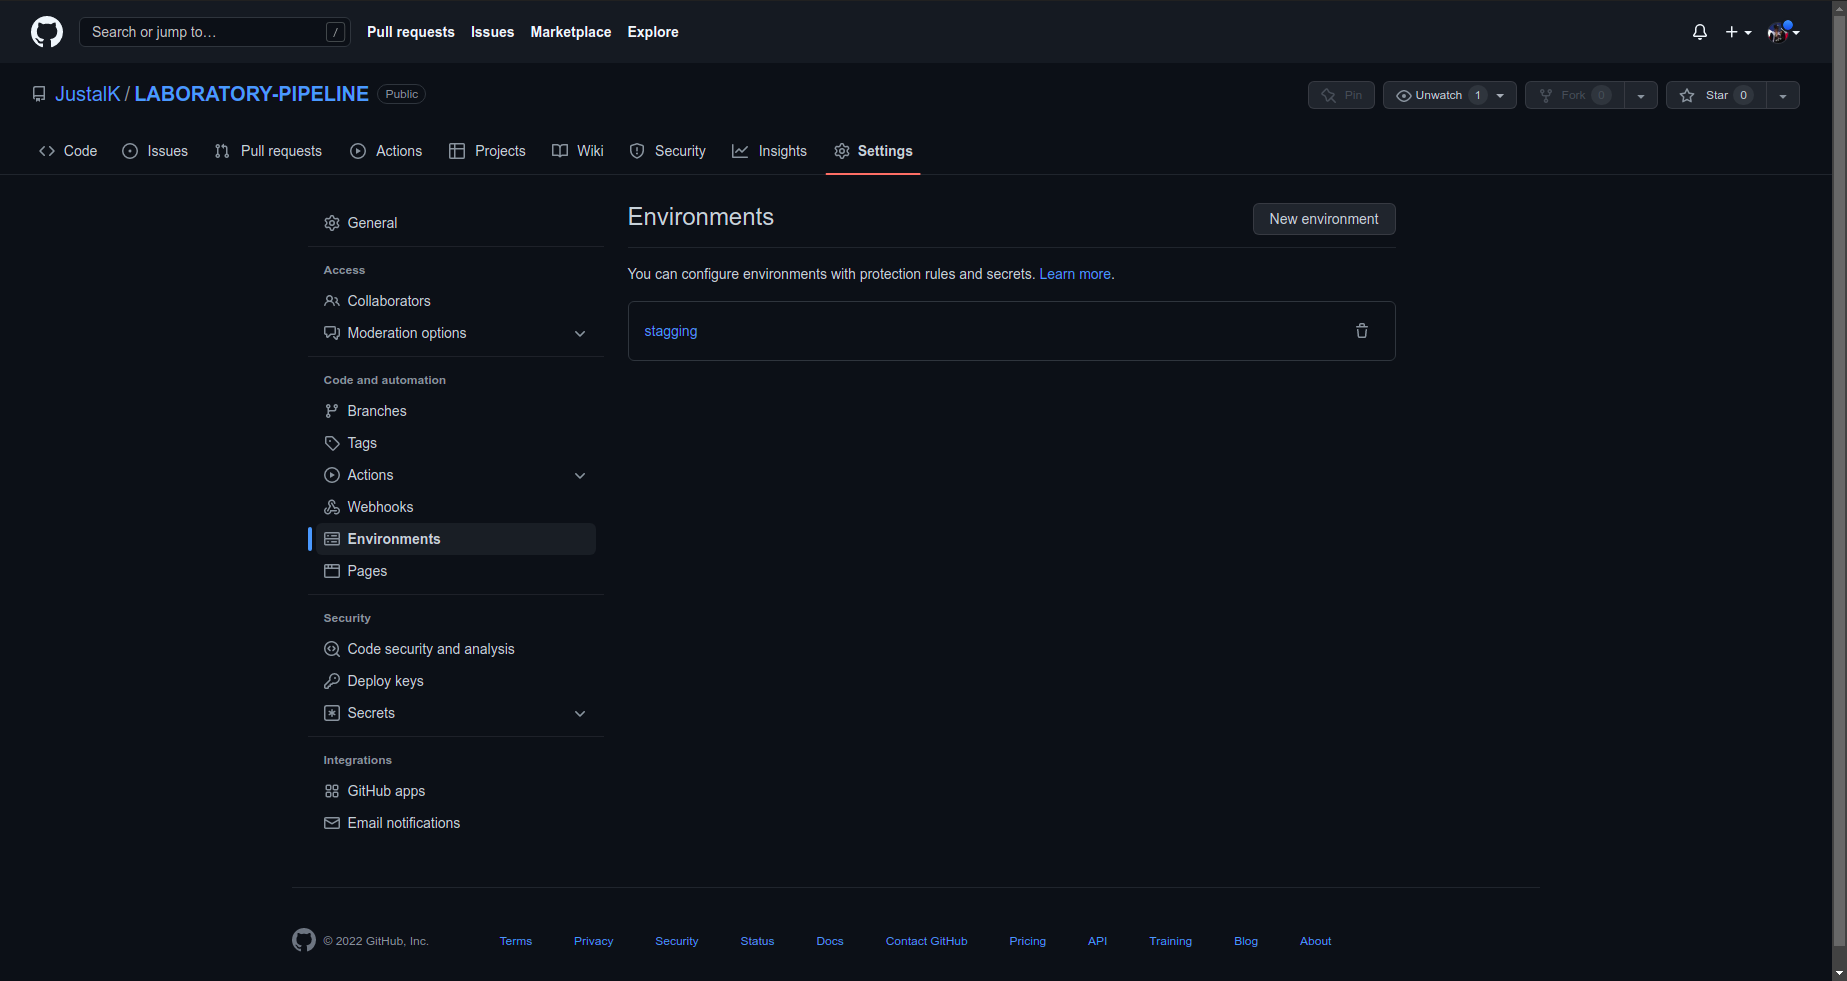 Search or jump to… /
Pull requests Issues Marketplace Explore
JustalK / LABORATORY-PIPELINE Public
Pin Unwatch 1 Fork 0 Star 0
Code Issues Pull requests Actions Projects Wiki Security Insights Settings
General
Access
Collaborators
Moderation options
Code and automation
Branches
Tags
Actions
Webhooks
Environments
Pages
Security
Code security and analysis
Deploy keys
Secrets
Integrations
GitHub apps
Email notifications
Environments
New environment
You can configure environments with protection rules and secrets. Learn more.
stagging
© 2022 GitHub, Inc. Terms Privacy Security Status Docs Contact GitHub Pricing API Training Blog About